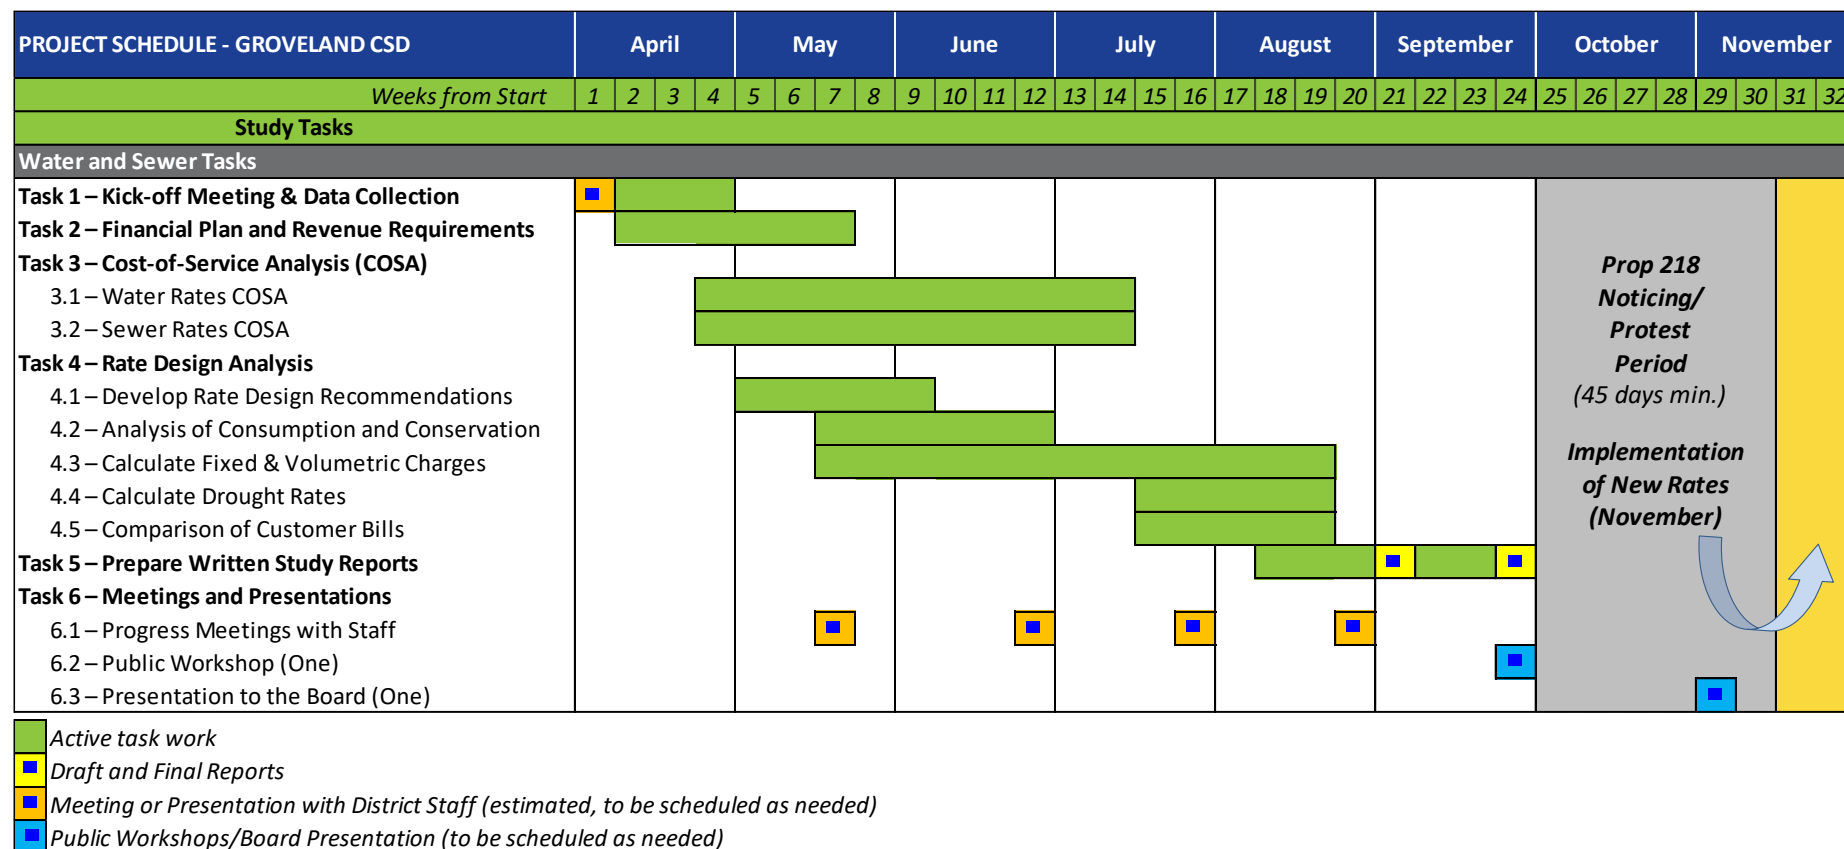 PROJECT SCHEDULE - GROVELAND CSD April May June July August September October November
Weeks from Start 1 2 3 4 5 6 7 8 9 10 11 12 13 14 15 16 17 18 19 20 21 22 23 24 25 26 27 28 29 30 31 32
Study Tasks
Water and Sewer Tasks
Task 1 – Kick-off Meeting & Data Collection
Task 2 – Financial Plan and Revenue Requirements
Task 3 – Cost-of-Service Analysis (COSA)
3.1 – Water Rates COSA
3.2 – Sewer Rates COSA
Task 4 – Rate Design Analysis
4.1 – Develop Rate Design Recommendations
4.2 – Analysis of Consumption and Conservation
4.3 – Calculate Fixed & Volumetric Charges
4.4 – Calculate Drought Rates
4.5 – Comparison of Customer Bills
Task 5 – Prepare Written Study Reports
Task 6 – Meetings and Presentations
6.1 – Progress Meetings with Staff
6.2 – Public Workshop (One)
6.3 – Presentation to the Board (One)
Prop 218
Noticing/
Protest
Period
(45 days min.)
Implementation
of New Rates
(November)
Active task work
Draft and Final Reports
Meeting or Presentation with District Staff (estimated, to be scheduled as needed)
Public Workshops/Board Presentation (to be scheduled as needed)